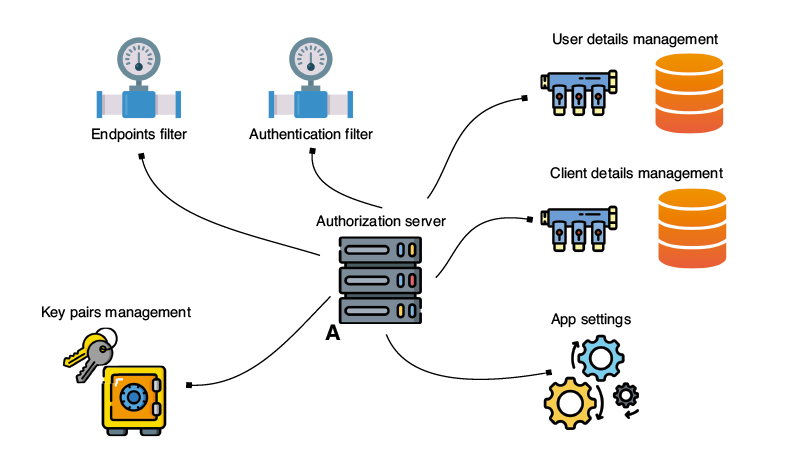 User details management
Endpoints filter
Authentication filter
Client details management
Authorization server
Key pairs management
A
App settings